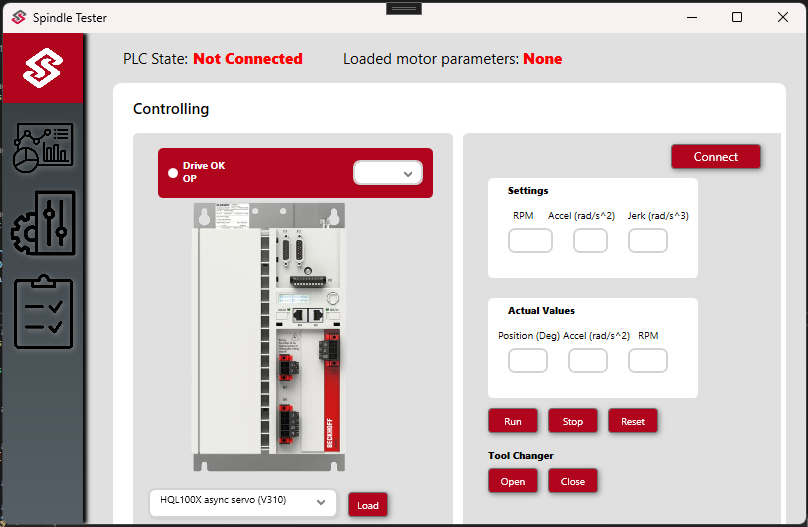 Spindle Tester
PLC State: Not Connected
Loaded motor parameters: None
Controlling
Drive OK
OP
BECKHOFF
HQL100X async servo (V310)
Load
Connect
Settings
RPM Accel (rad/s^2) Jerk (rad/s^3)
Actual Values
Position (Deg) Accel (rad/s^2) RPM
Run Stop Reset
Tool Changer
Open Close